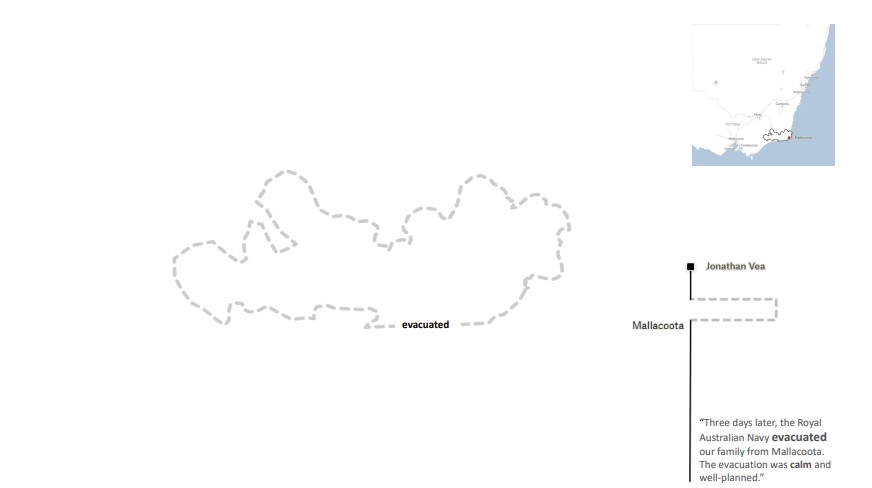 evacuated
Jonathan Vea
Mallacoota
"Three days later, the Royal
Australian Navy evacuated
our family from Mallacoota.
The evacuation was calm and
well-planned."